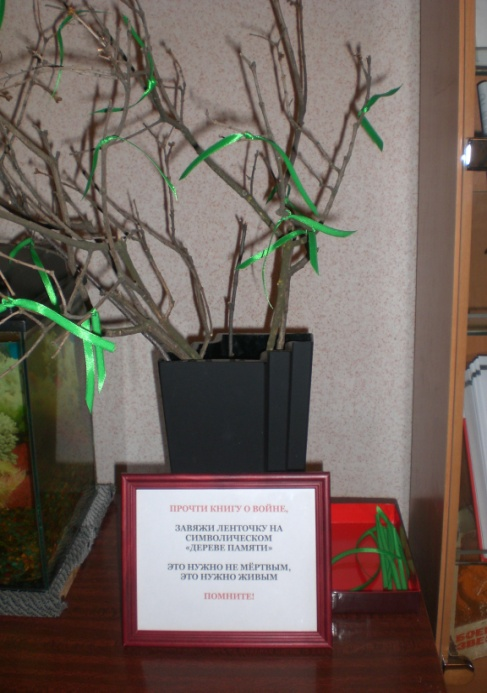 ПРОЧТИ КНИГУ О ВОЙНЕ,
ЗАВЯЖИ ЛЕНТОЧКУ НА
СИМВОЛИЧЕСКОМ
«ДЕРЕВЕ ПАМЯТИ»
ЭТО НУЖНО НЕ МЁРТВЫМ,
ЭТО НУЖНО ЖИВЫМ
ПОМНИТЕ!